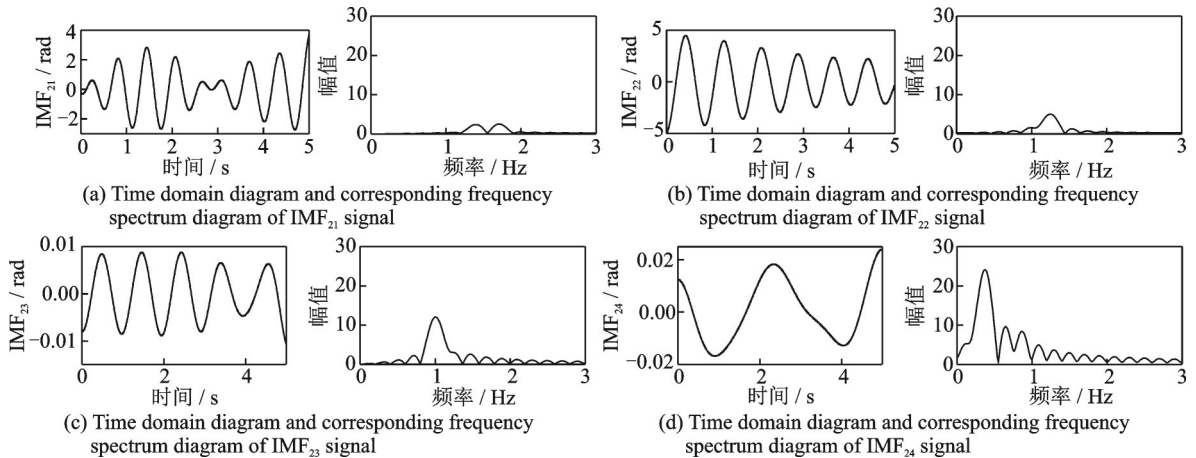 4
2
0
−2
IMF21 / rad
0 1 2 3 4 5
时间 / s
30
20
10
0
幅值
0 1 2 3
频率 / Hz
(a) Time domain diagram and corresponding frequency
spectrum diagram of IMF21 signal
5
0
−5
IMF22 / rad
0 1 2 3 4 5
时间 / s
30
20
10
0
幅值
0 1 2 3
频率 / Hz
(b) Time domain diagram and corresponding frequency
spectrum diagram of IMF22 signal
0.01
0.00
−0.01
IMF23 / rad
0 2 4
时间 / s
30
20
10
0
幅值
0 1 2 3
频率 / Hz
(c) Time domain diagram and corresponding frequency
spectrum diagram of IMF23 signal
0.02
0.00
−0.02
IMF24 / rad
0 2 4
时间 / s
30
20
10
0
幅值
0 1 2 3
频率 / Hz
(d) Time domain diagram and corresponding frequency
spectrum diagram of IMF24 signal